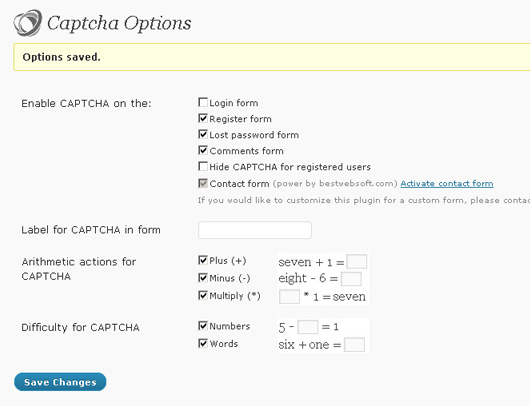 Captcha Options
Options saved.
Enable CAPTCHA on the:
Login form
Register form
Lost password form
Comments form
Hide CAPTCHA for registered users
Contact form (power by bestwebsoft.com) Activate contact form
If you would like to customize this plugin for a custom form, please contac
Label for CAPTCHA in form
Arithmetic actions for CAPTCHA
Plus (+) seven + 1 =
Minus (-) eight - 6 =
Multiply (*) * 1 = seven
Difficulty for CAPTCHA
Numbers 5 - = 1
Words six + one =
Save Changes